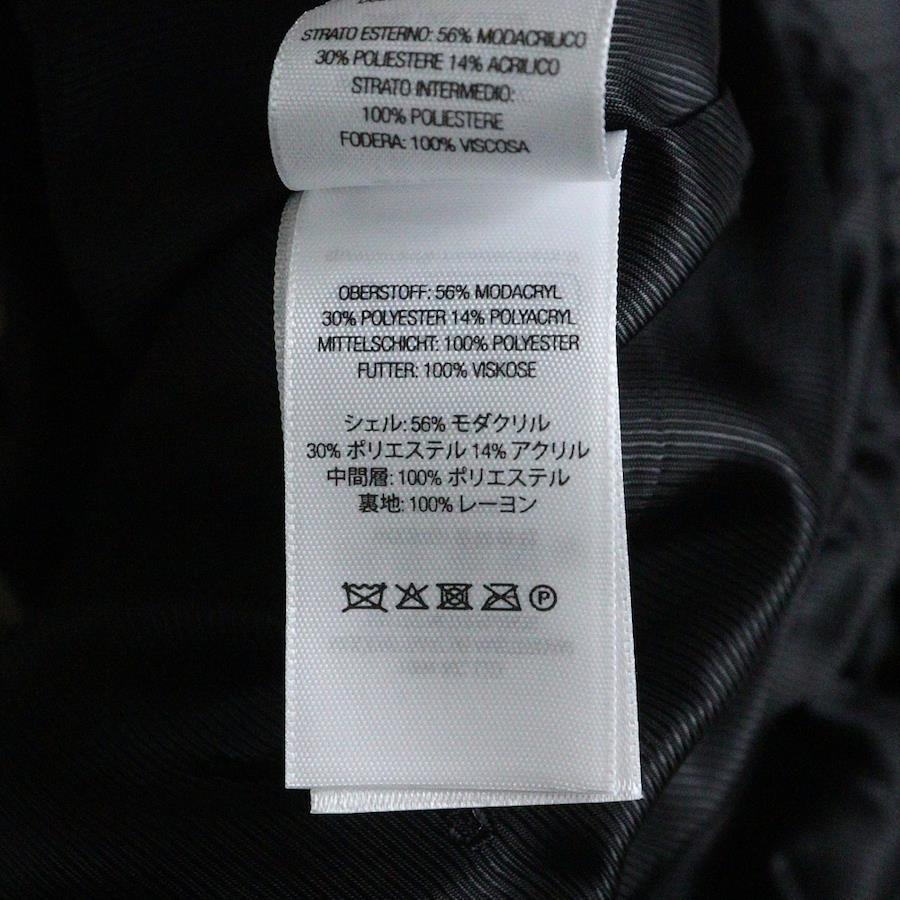 STRATO ESTERNO: 56% MODACRILICO
30% POLIESTERE 14% ACRILICO
STRATO INTERMEDIO:
100% POLIESTERE
FODERA: 100% VISCOSA
OBERSTOFF: 56% MODACRYL
30% POLYESTER 14% POLYACRYL
MITTELSCHICHT: 100% POLYESTER
FUTTER: 100% VISKOSE
シェル: 56% モダクリル
30% ポリエステル 14% アクリル
中間層: 100% ポリエステル
裏地: 100% レーヨン
P